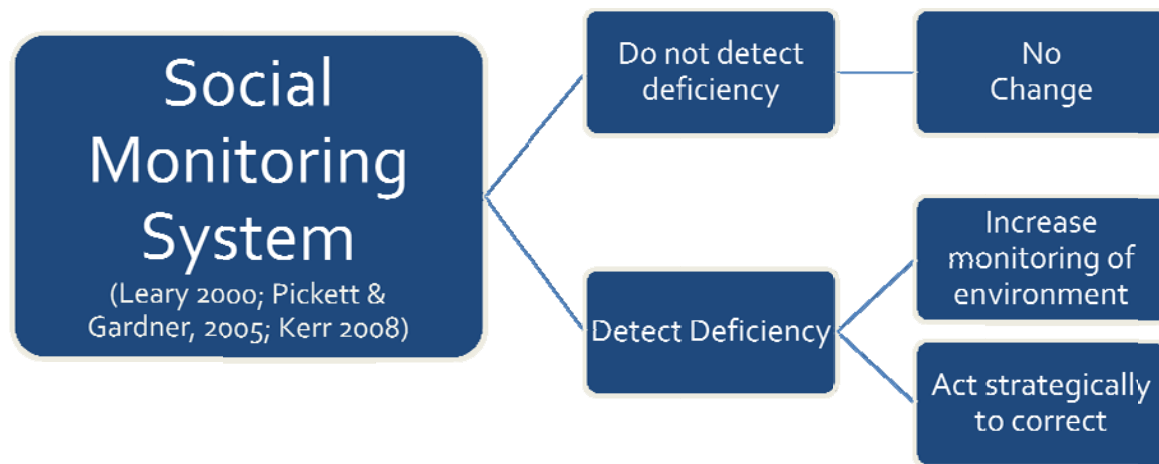 Social
Monitoring
System
(Leary 2000; Pickett &
Gardner, 2005; Kerr 2008)
Do not detect
deficiency
No
Change
Detect Deficiency
Increase
monitoring of
environment
Act strategically
to correct